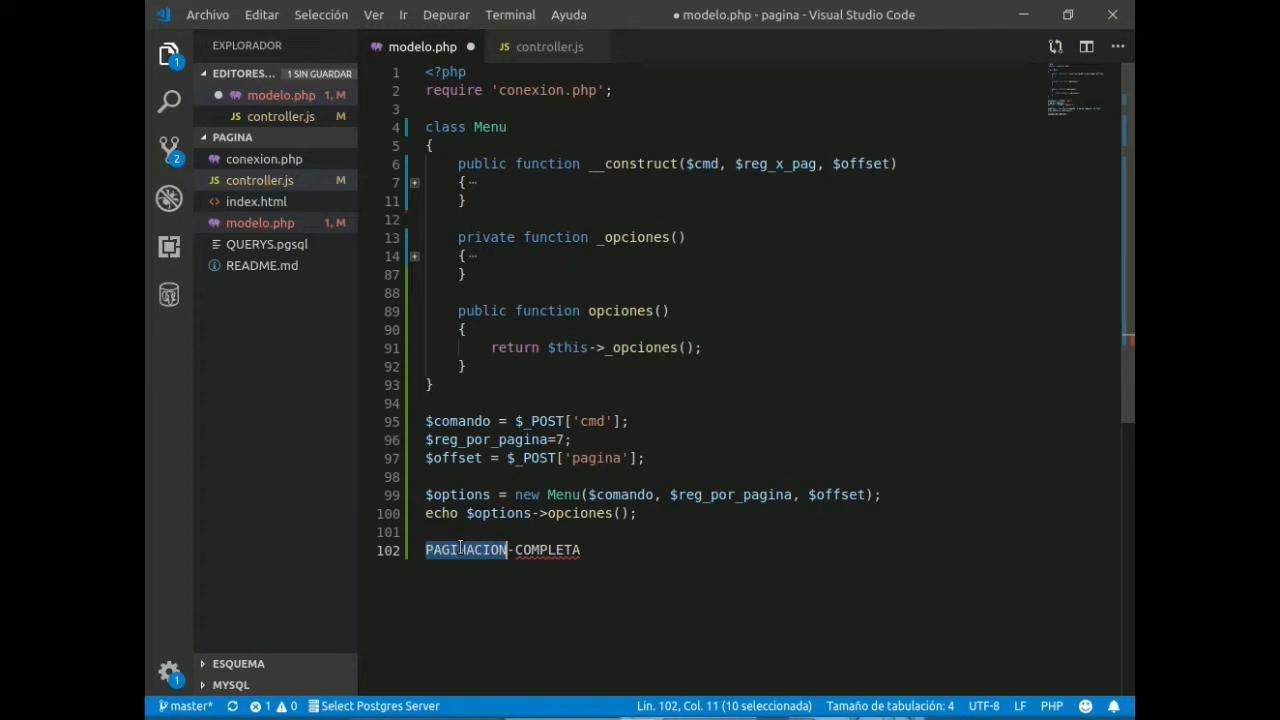 Archivo Editar Selección Ver Ir Depurar Terminal Ayuda ● modelo.php - pagina - Visual Studio Code
EXPLORADOR
EDITORES... 1 SIN GUARDAR
modelo.php 1, M
controller.js M
PAGINA
conexion.php
JS controller.js M
index.html
modelo.php 1, M
QUERYS.pgsql
README.md
ESQUEMA
MYSQL
1
2
1
modelo.php ●
JS controller.js
1 <?php
2 require 'conexion.php';
3
4 class Menu
5 {
6 public function __construct($cmd, $reg_x_pag, $offset)
7 {…
11 }
12
13 private function _opciones()
14 {…
87 }
88
89 public function opciones()
90 {
91 return $this->_opciones();
92 }
93 }
94
95 $comando = $_POST['cmd'];
96 $reg_por_pagina=7;
97 $offset = $_POST['pagina'];
98
99 $options = new Menu($comando, $reg_por_pagina, $offset);
100 echo $options->opciones();
101
102 PAGINACION-COMPLETA
master* 1 0 Select Postgres Server Lín. 102, Col. 11 (10 seleccionada) Tamaño de tabulación: 4 UTF-8 LF PHP